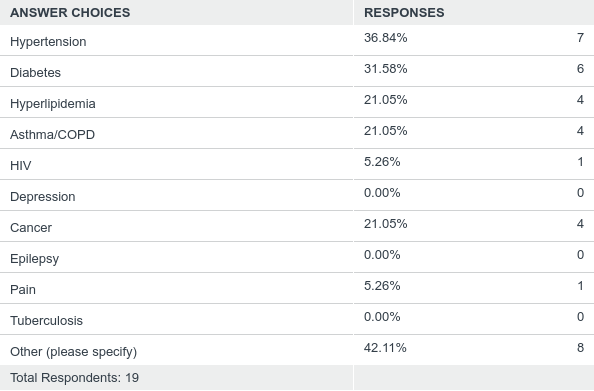 ANSWER CHOICES RESPONSES
Hypertension 36.84% 7
Diabetes 31.58% 6
Hyperlipidemia 21.05% 4
Asthma/COPD 21.05% 4
HIV 5.26% 1
Depression 0.00% 0
Cancer 21.05% 4
Epilepsy 0.00% 0
Pain 5.26% 1
Tuberculosis 0.00% 0
Other (please specify) 42.11% 8
Total Respondents: 19